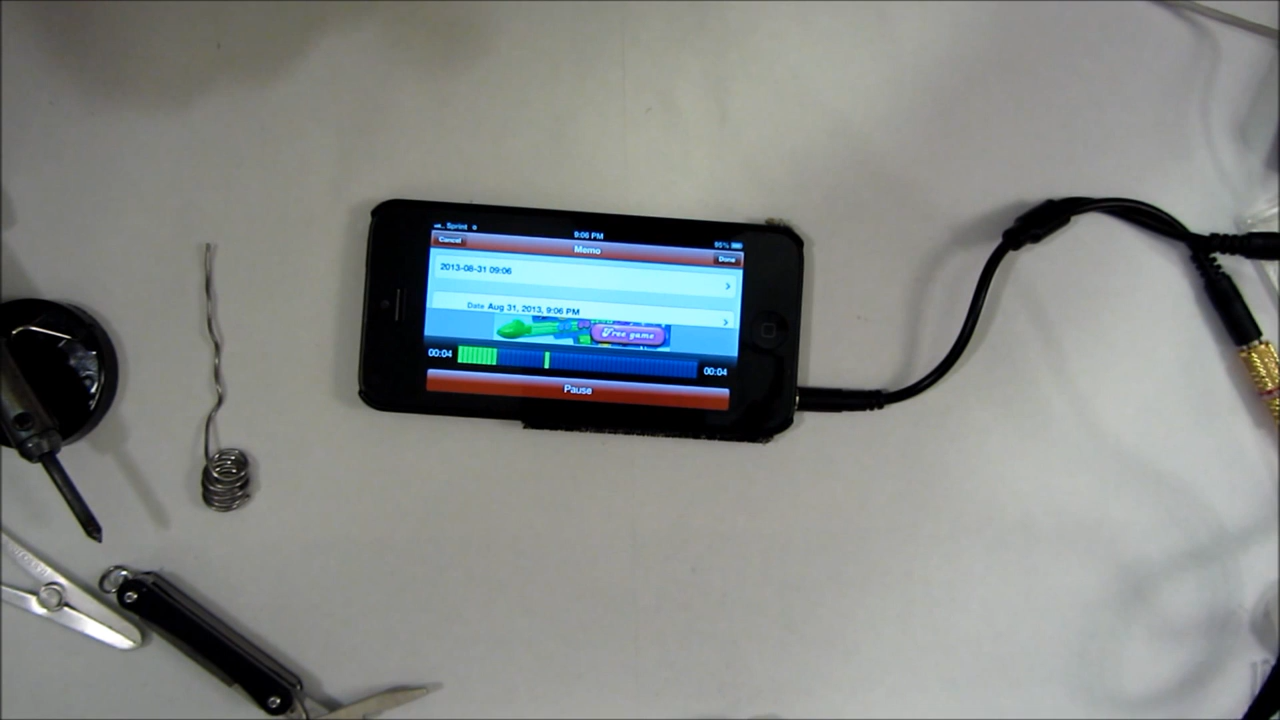 Sprint 9:06 PM 95%
Cancel Memo Done
2013-08-31 09:06
Date Aug 31, 2013, 9:06 PM
Free game
00:04 00:04
Pause